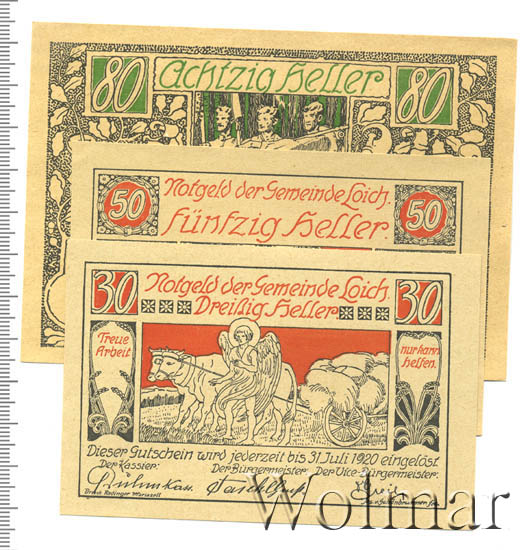 80 Achtzig Heller 80
Notgeld der Gemeinde Loich.
50 Fünfzig Heller. 50
30 Notgeld der Gemeinde Loich 30
Dreißig Heller
Treue Arbeit
nur kann helfen.
Dieser Gutschein wird jederzeit bis 31. Juli 1920 eingelöst
Der Kassier: Der Bürgermeister: Der Vice-Bürgermeister:
Wolmar